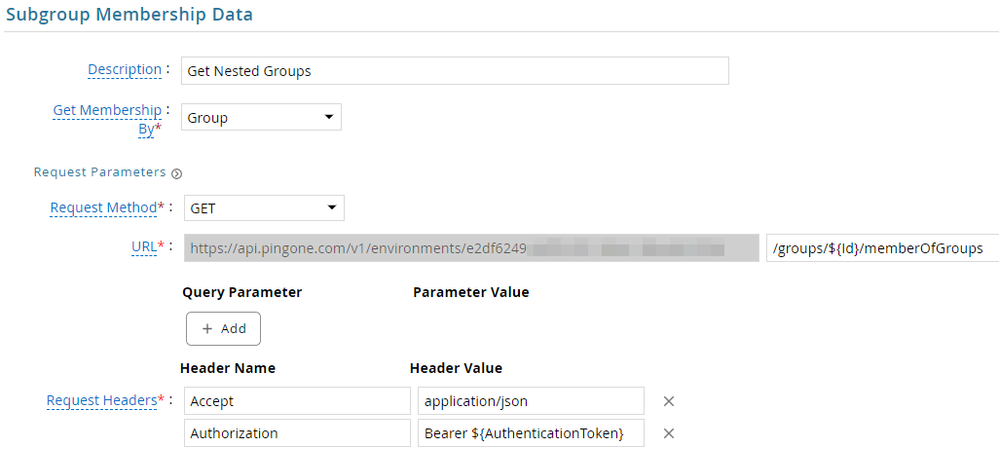 Subgroup Membership Data
Description : Get Nested Groups
Get Membership : Group
By*
Request Parameters
Request Method* : GET
URL* : https://api.pingone.com/v1/environments/e2df6249 /groups/${Id}/memberOfGroups
Query Parameter Parameter Value
+ Add
Header Name Header Value
Request Headers* : Accept application/json
Authorization Bearer ${AuthenticationToken}